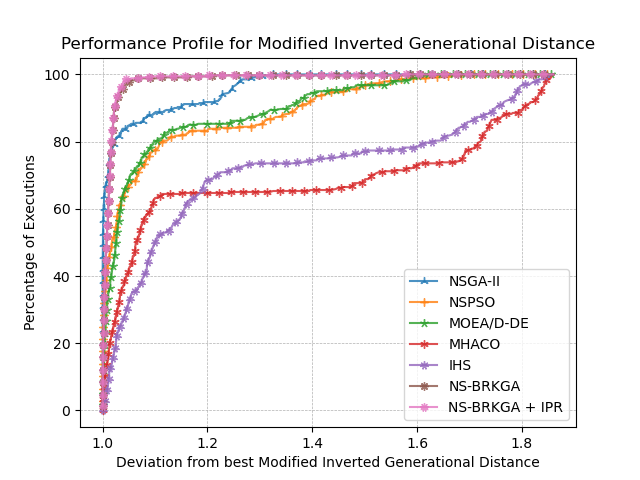 Performance Profile for Modified Inverted Generational Distance
100
80
60
40
20
0
Percentage of Executions
1.0 1.2 1.4 1.6 1.8
Deviation from best Modified Inverted Generational Distance
NSGA-II
NSPSO
MOEA/D-DE
MHACO
IHS
NS-BRKGA
NS-BRKGA + IPR